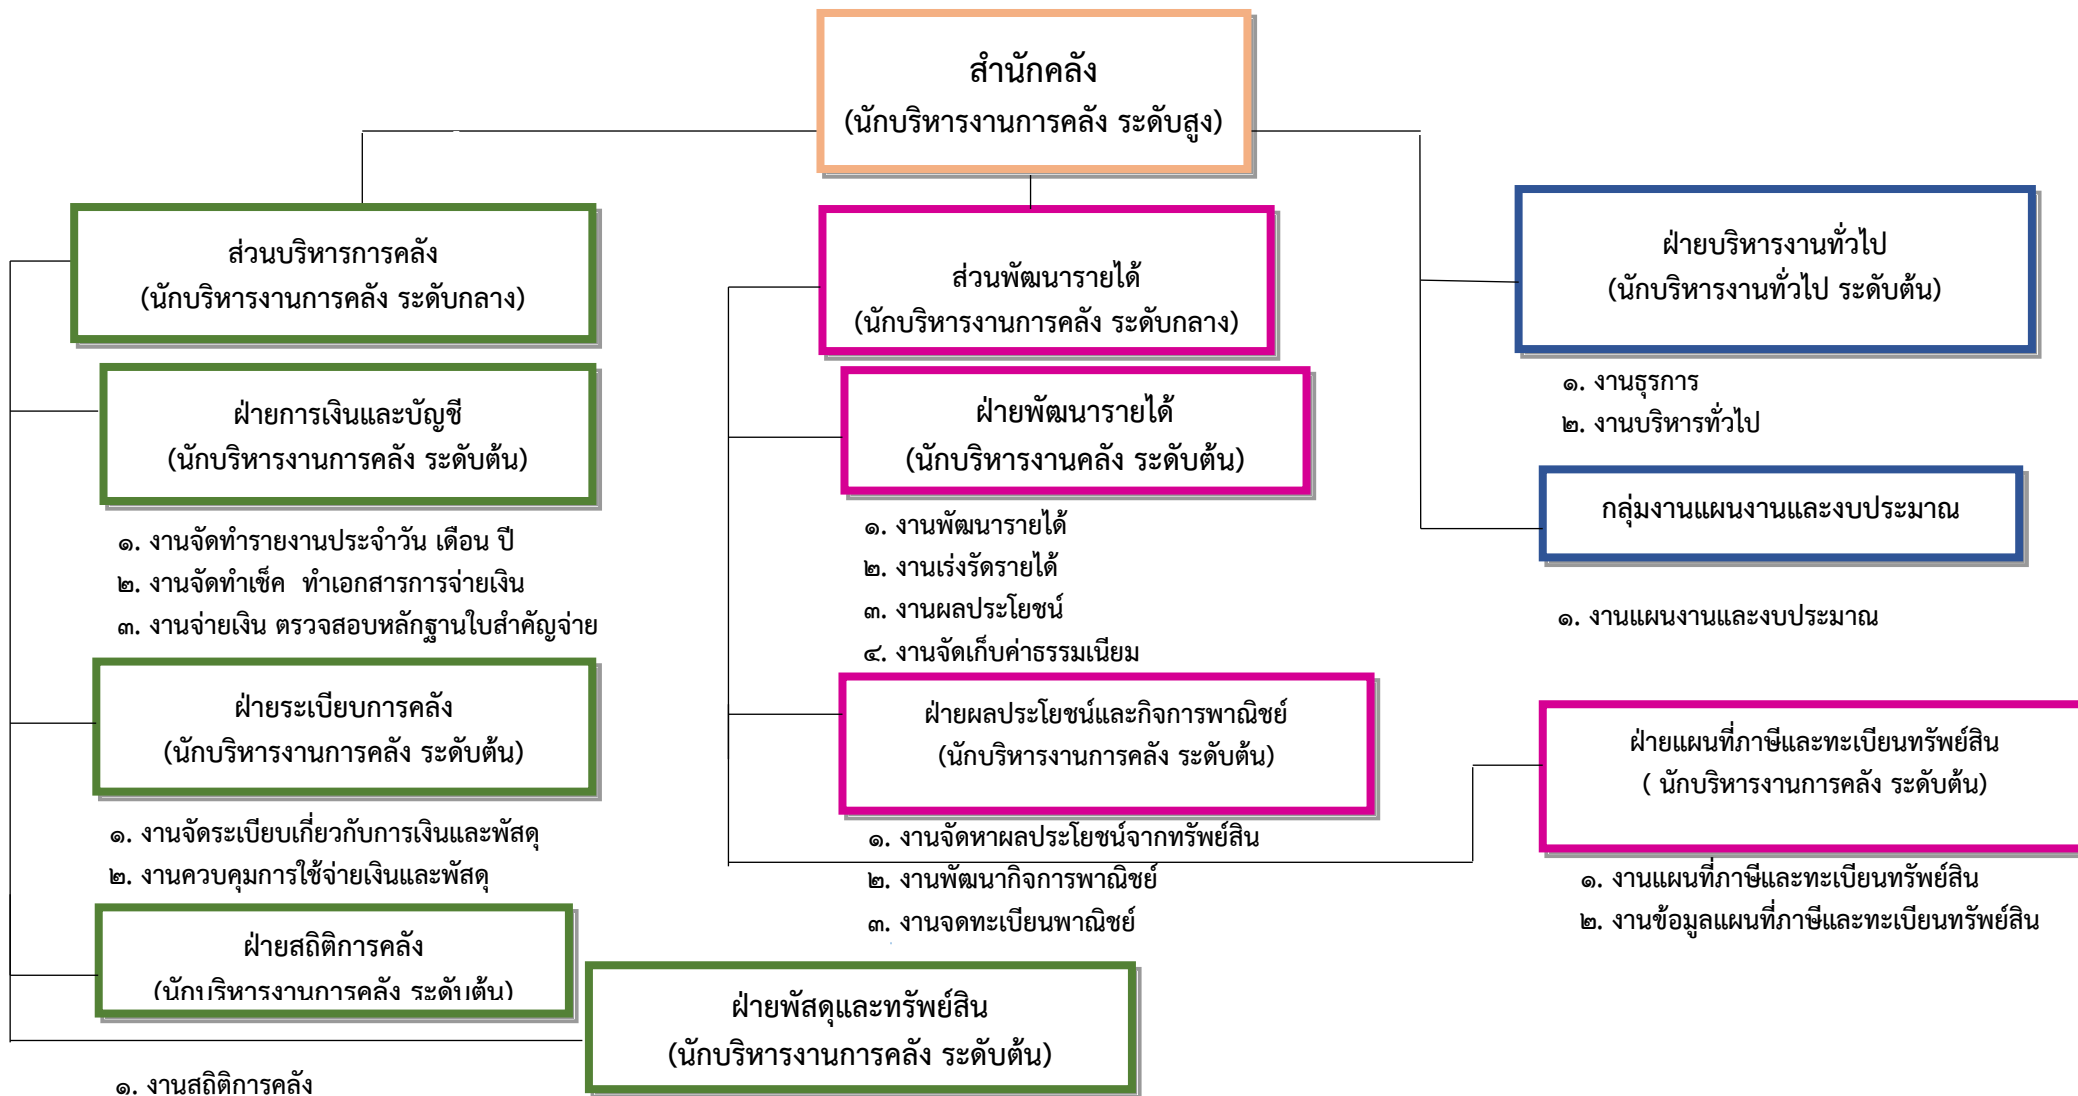 สำนักคลัง
(นักบริหารงานการคลัง ระดับสูง)
ส่วนบริหารการคลัง
(นักบริหารงานการคลัง ระดับกลาง)
ฝ่ายการเงินและบัญชี
(นักบริหารงานการคลัง ระดับต้น)
๑. งานจัดทำรายงานประจำวัน เดือน ปี
๒. งานจัดทำเช็ค ทำเอกสารการจ่ายเงิน
๓. งานจ่ายเงิน ตรวจสอบหลักฐานใบสำคัญจ่าย
ฝ่ายระเบียบการคลัง
(นักบริหารงานการคลัง ระดับต้น)
๑. งานจัดระเบียบเกี่ยวกับการเงินและพัสดุ
๒. งานควบคุมการใช้จ่ายเงินและพัสดุ
ฝ่ายสถิติการคลัง
(นักบริหารงานการคลัง ระดับต้น)
๑. งานสถิติการคลัง
ฝ่ายพัสดุและทรัพย์สิน
(นักบริหารงานการคลัง ระดับต้น)
ส่วนพัฒนารายได้
(นักบริหารงานการคลัง ระดับกลาง)
ฝ่ายพัฒนารายได้
(นักบริหารงานคลัง ระดับต้น)
๑. งานพัฒนารายได้
๒. งานเร่งรัดรายได้
๓. งานผลประโยชน์
๔. งานจัดเก็บค่าธรรมเนียม
ฝ่ายผลประโยชน์และกิจการพาณิชย์
(นักบริหารงานการคลัง ระดับต้น)
๑. งานจัดหาผลประโยชน์จากทรัพย์สิน
๒. งานพัฒนากิจการพาณิชย์
๓. งานจดทะเบียนพาณิชย์
ฝ่ายบริหารงานทั่วไป
(นักบริหารงานทั่วไป ระดับต้น)
๑. งานธุรการ
๒. งานบริหารทั่วไป
กลุ่มงานแผนงานและงบประมาณ
๑. งานแผนงานและงบประมาณ
ฝ่ายแผนที่ภาษีและทะเบียนทรัพย์สิน
( นักบริหารงานการคลัง ระดับต้น)
๑. งานแผนที่ภาษีและทะเบียนทรัพย์สิน
๒. งานข้อมูลแผนที่ภาษีและทะเบียนทรัพย์สิน